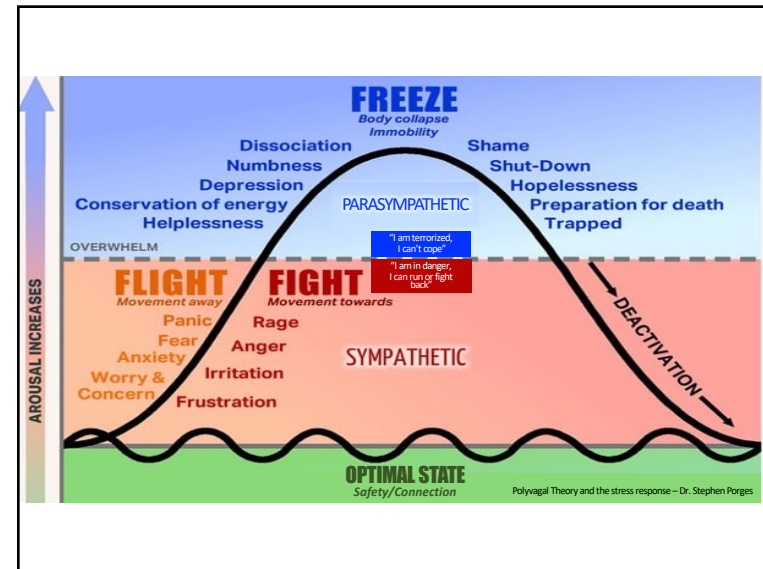 FREEZE
Body collapse
Immobility
Dissociation
Shame
Numbness
Shut-Down
Depression
Hopelessness
Conservation of energy
PARASYMPATHETIC
Preparation for death
Helplessness
Trapped
OVERWHELM
"I am terrorized,
I can't cope"
"I am in danger,
I can run or fight
back"
FLIGHT
Movement away
FIGHT
Movement towards
Panic
Rage
Fear
Anger
Anxiety
Irritation
Worry &
Concern
Frustration
SYMPATHETIC
DEACTIVATION
AROUSAL INCREASES
OPTIMAL STATE
Safety/Connection
Polyvagal Theory and the stress response – Dr. Stephen Porges